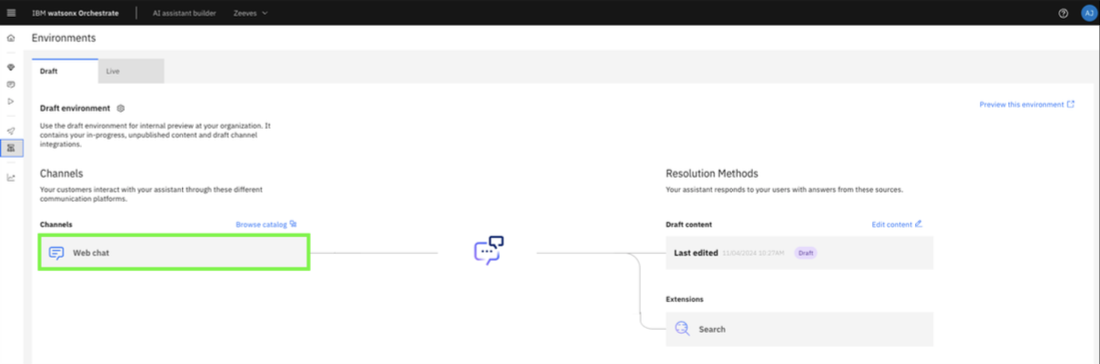 IBM watsonx Orchestrate
AI assistant builder
Zeeves
AJ
Environments
Draft
Live
Draft environment
Preview this environment
Use the draft environment for internal preview at your organization. It
contains your in-progress, unpublished content and draft channel
integrations.
Channels
Your customers interact with your assistant through these different
communication platforms.
Resolution Methods
Your assistant responds to your users with answers from these sources.
Channels
Browse catalog
Draft content
Edit content
Web chat
Last edited 11/04/2024 10:27AM Draft
Extensions
Search